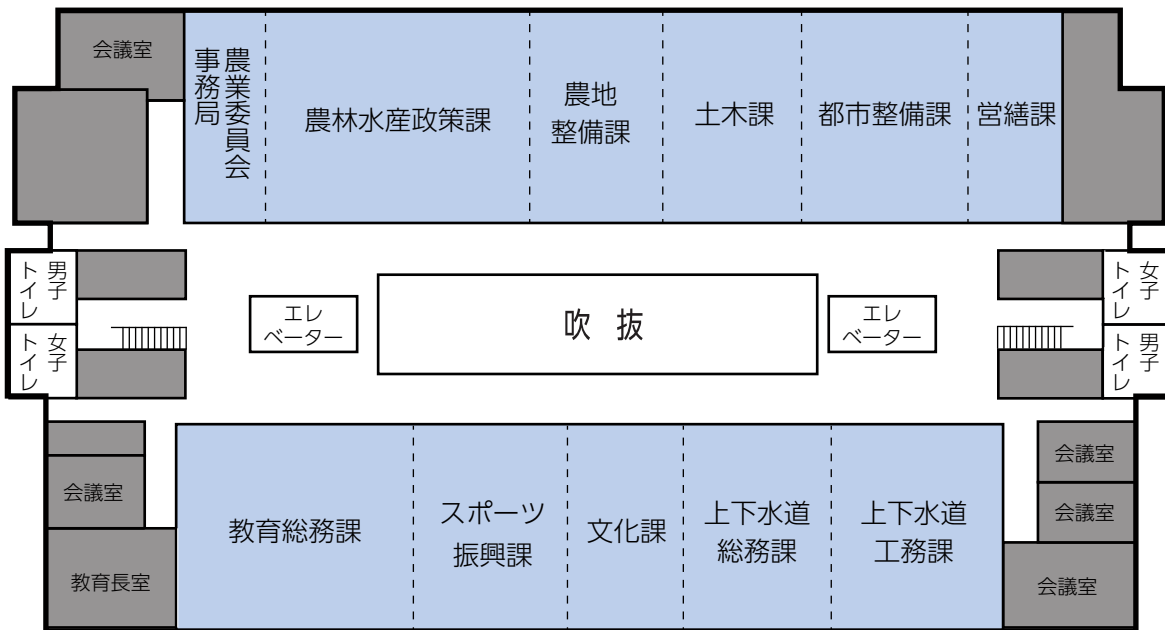 会議室
農業委員会
事務局
農林水産政策課
農地
整備課
土木課
都市整備課
営繕課
男子
トイレ
女子
トイレ
エレ
ベーター
吹抜
エレ
ベーター
女子
トイレ
男子
トイレ
会議室
教育長室
教育総務課
スポーツ
振興課
文化課
上下水道
総務課
上下水道
工務課
会議室
会議室
会議室